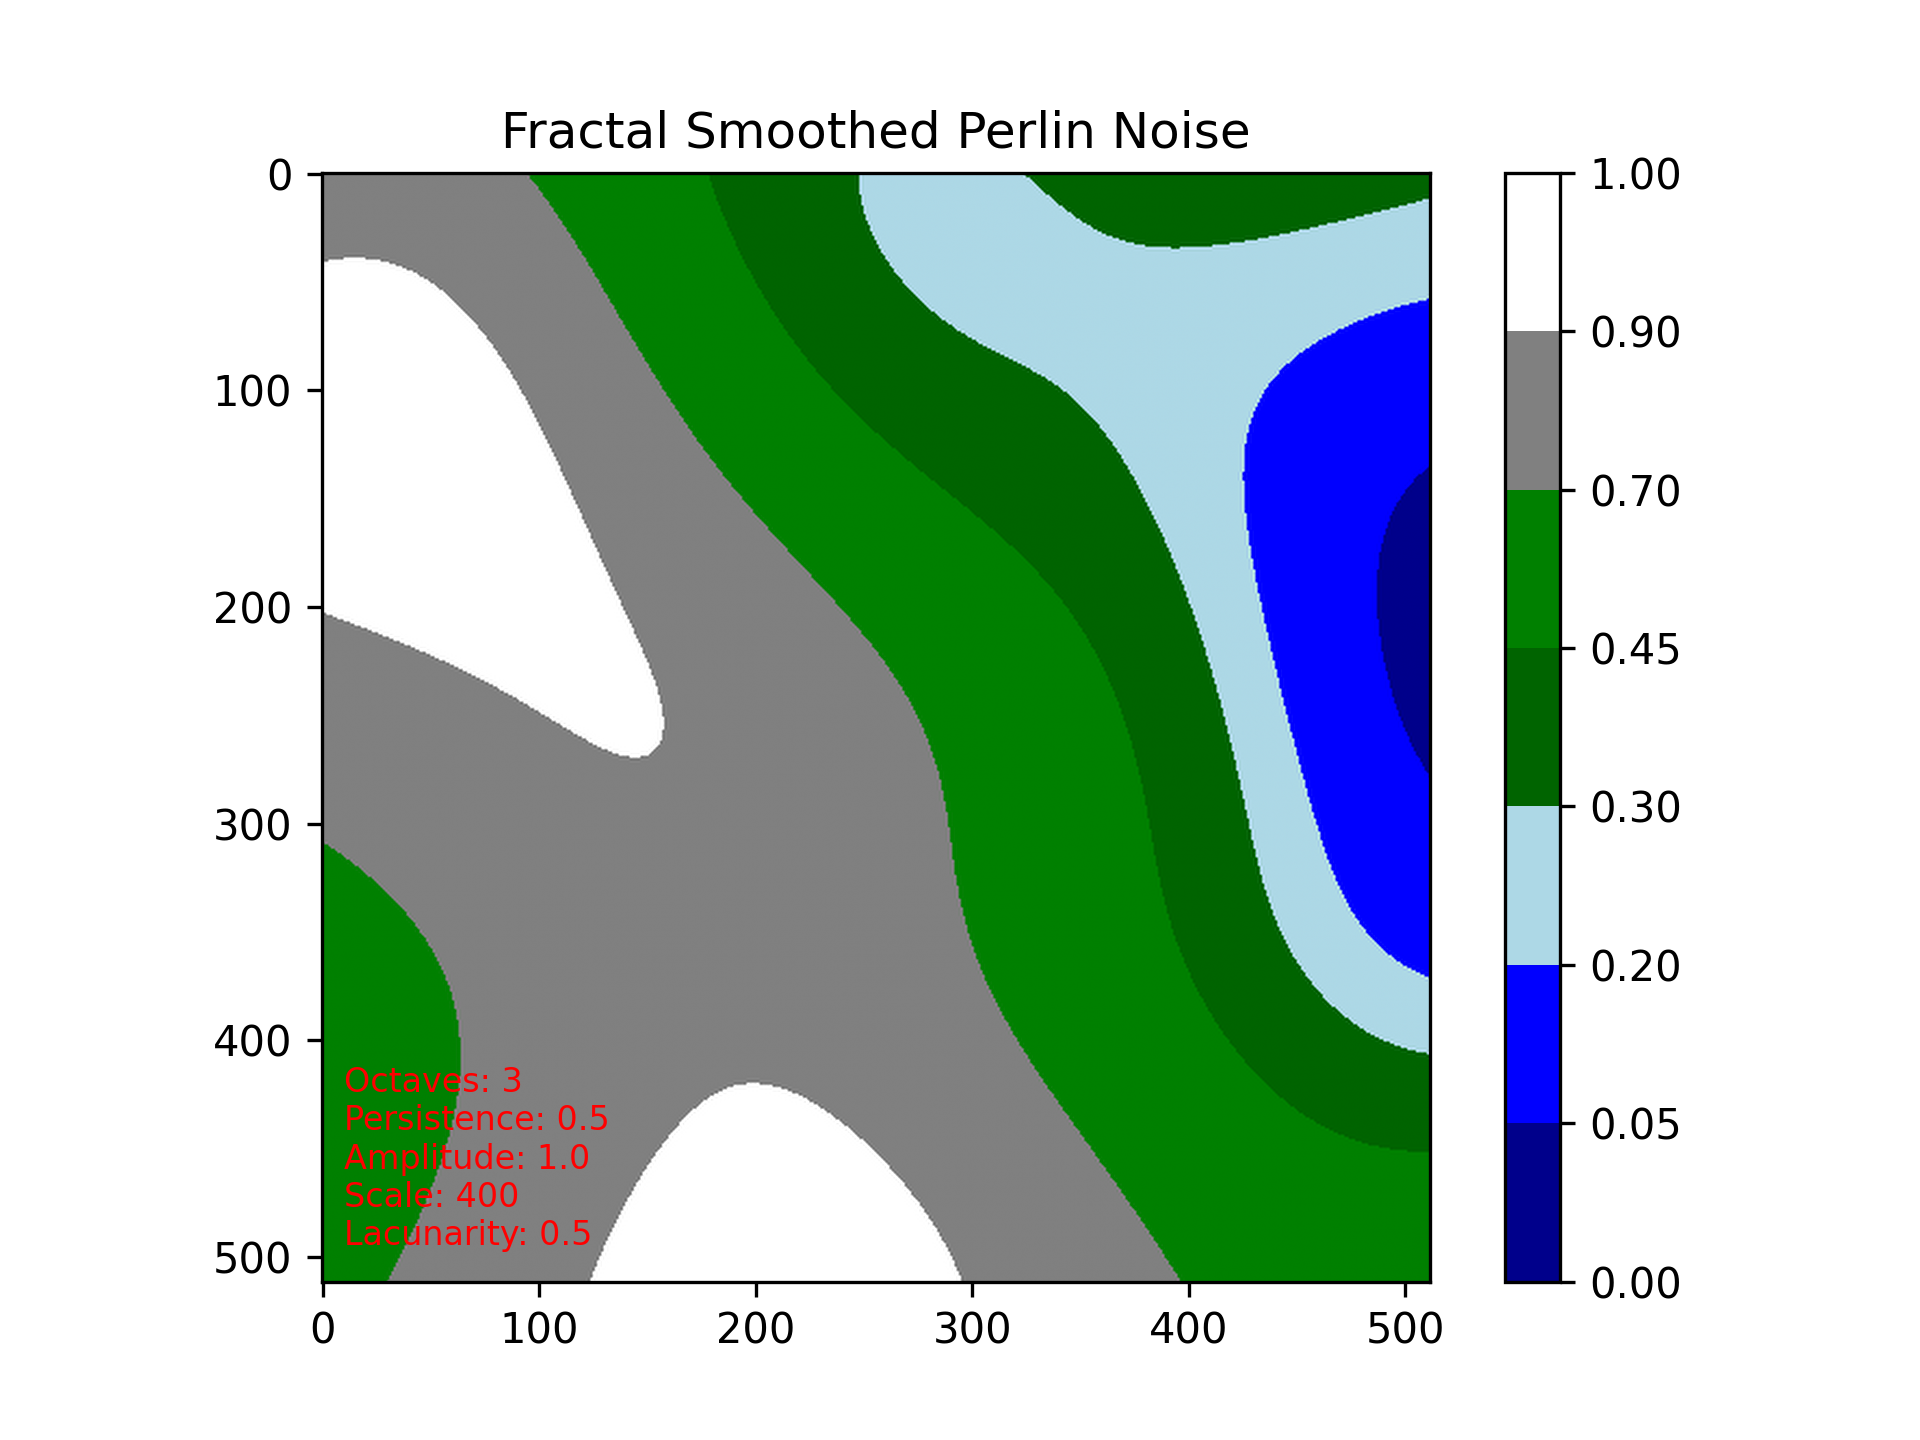 Fractal Smoothed Perlin Noise
0
100
200
300
400
500
Octaves: 3
Persistence: 0.5
Amplitude: 1.0
Scale: 400
Lacunarity: 0.5
0 100 200 300 400 500
1.00
0.90
0.70
0.45
0.30
0.20
0.05
0.00